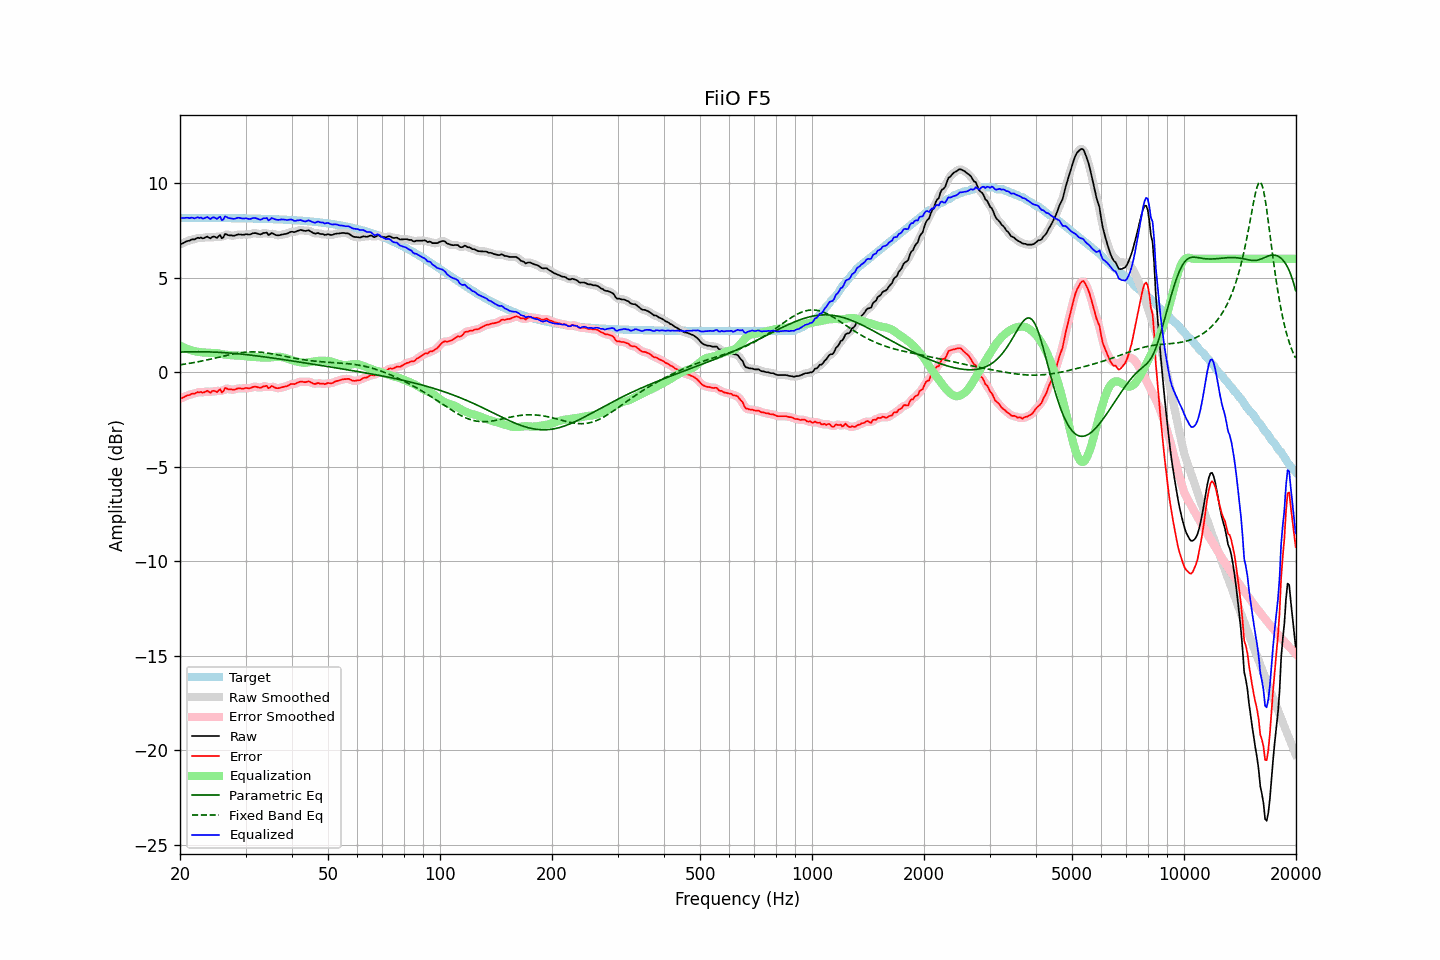 FiiO F5
Amplitude (dBr)
10
5
0
−5
−10
−15
−20
−25
Target
Raw Smoothed
Error Smoothed
Raw
Error
Equalization
Parametric Eq
Fixed Band Eq
Equalized
20 50 100 200 500 1000 2000 5000 10000 20000
Frequency (Hz)